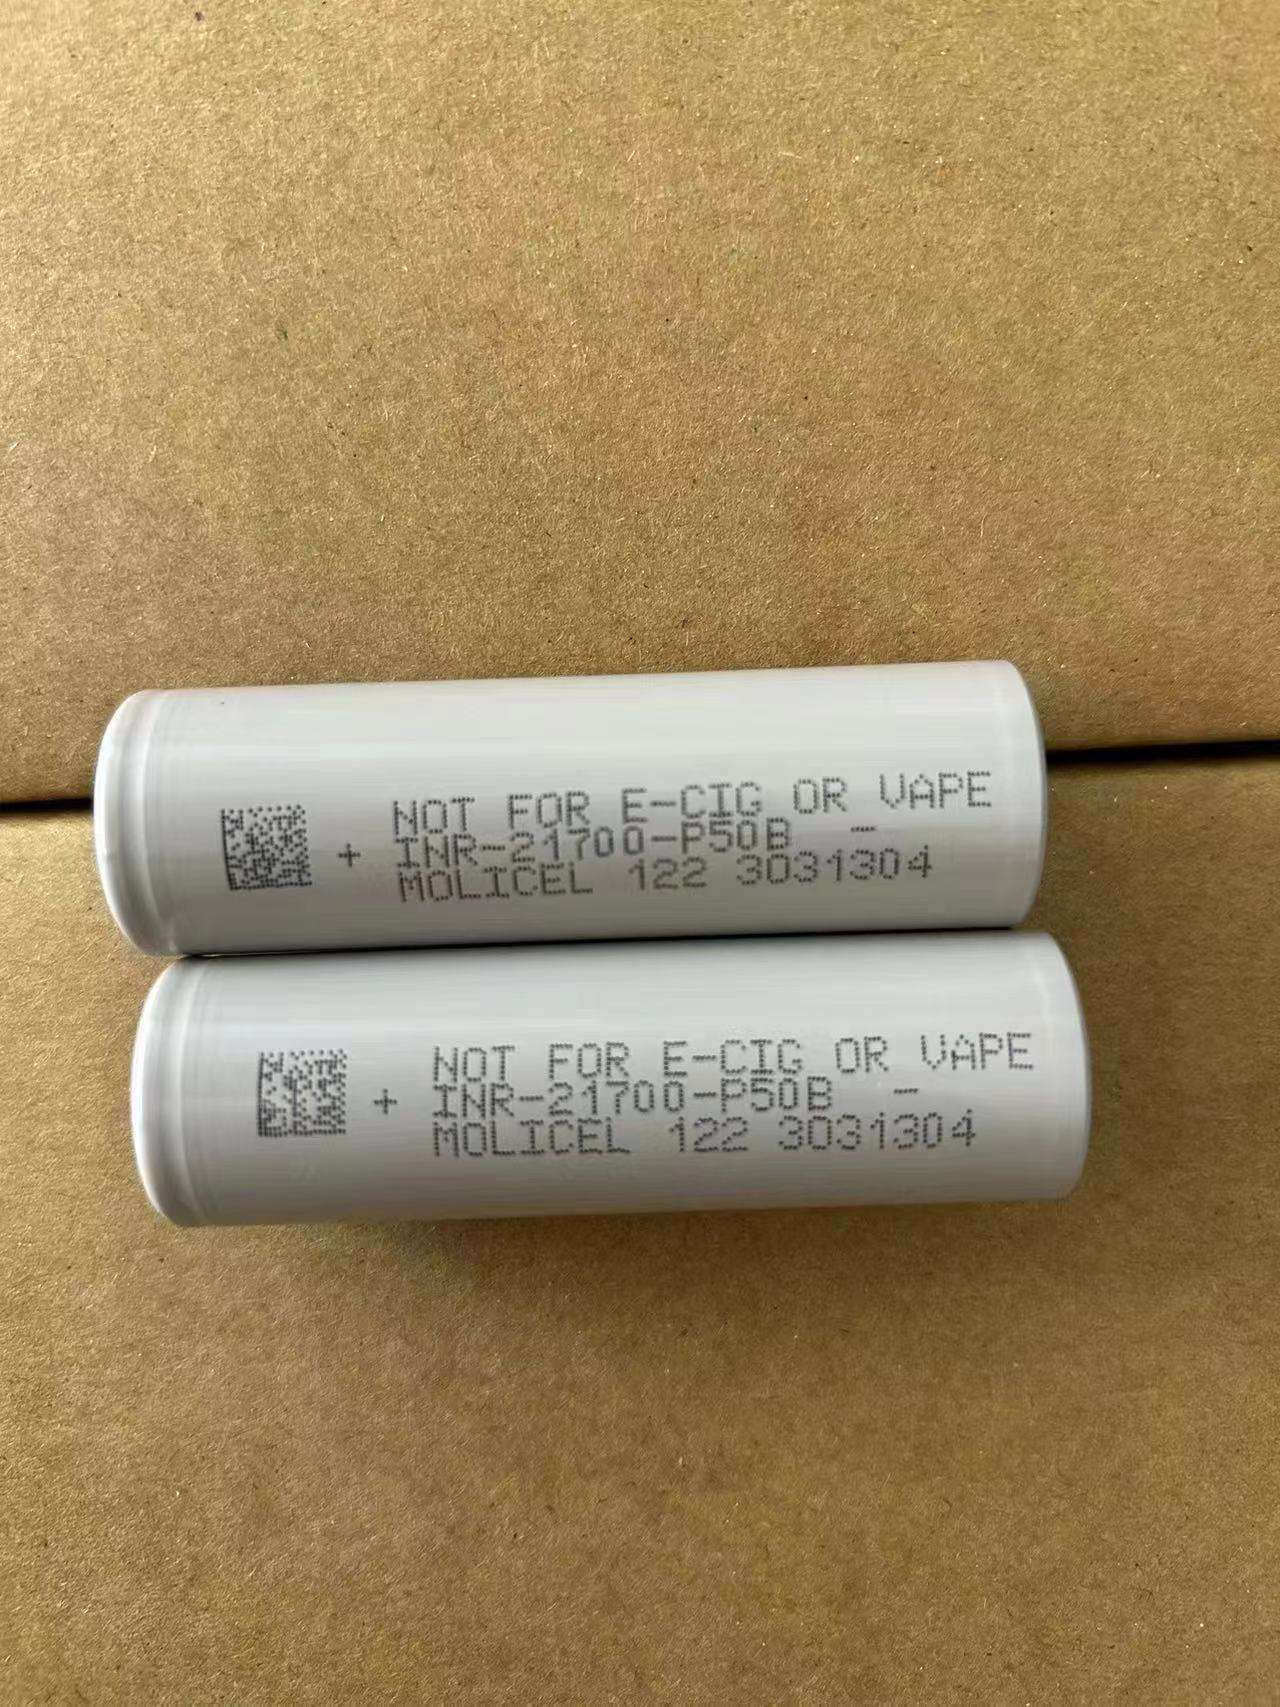 NOT FOR E-CIG OR VAPE
+ INR-21700-P50B -
MOLICEL 122 3031304
NOT FOR E-CIG OR VAPE
+ INR-21700-P50B -
MOLICEL 122 3031304